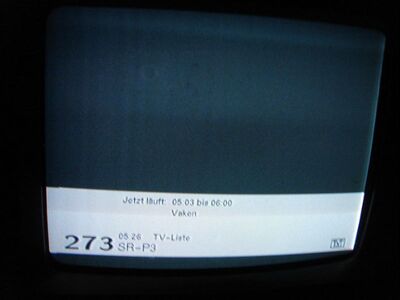 Jetzt läuft: 05:03 bis 06:00
Vaken
273 05:26 TV-Liste
SR-P3